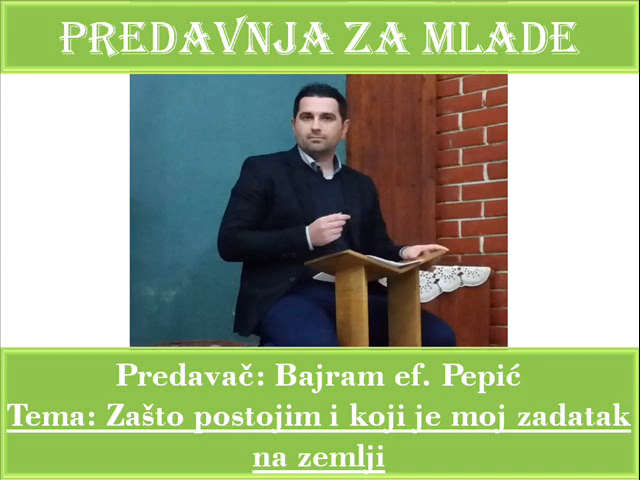 PREDAVNJA ZA MLADE
Predavač: Bajram ef. Pepić
Tema: Zašto postojim i koji je moj zadatak
na zemlji